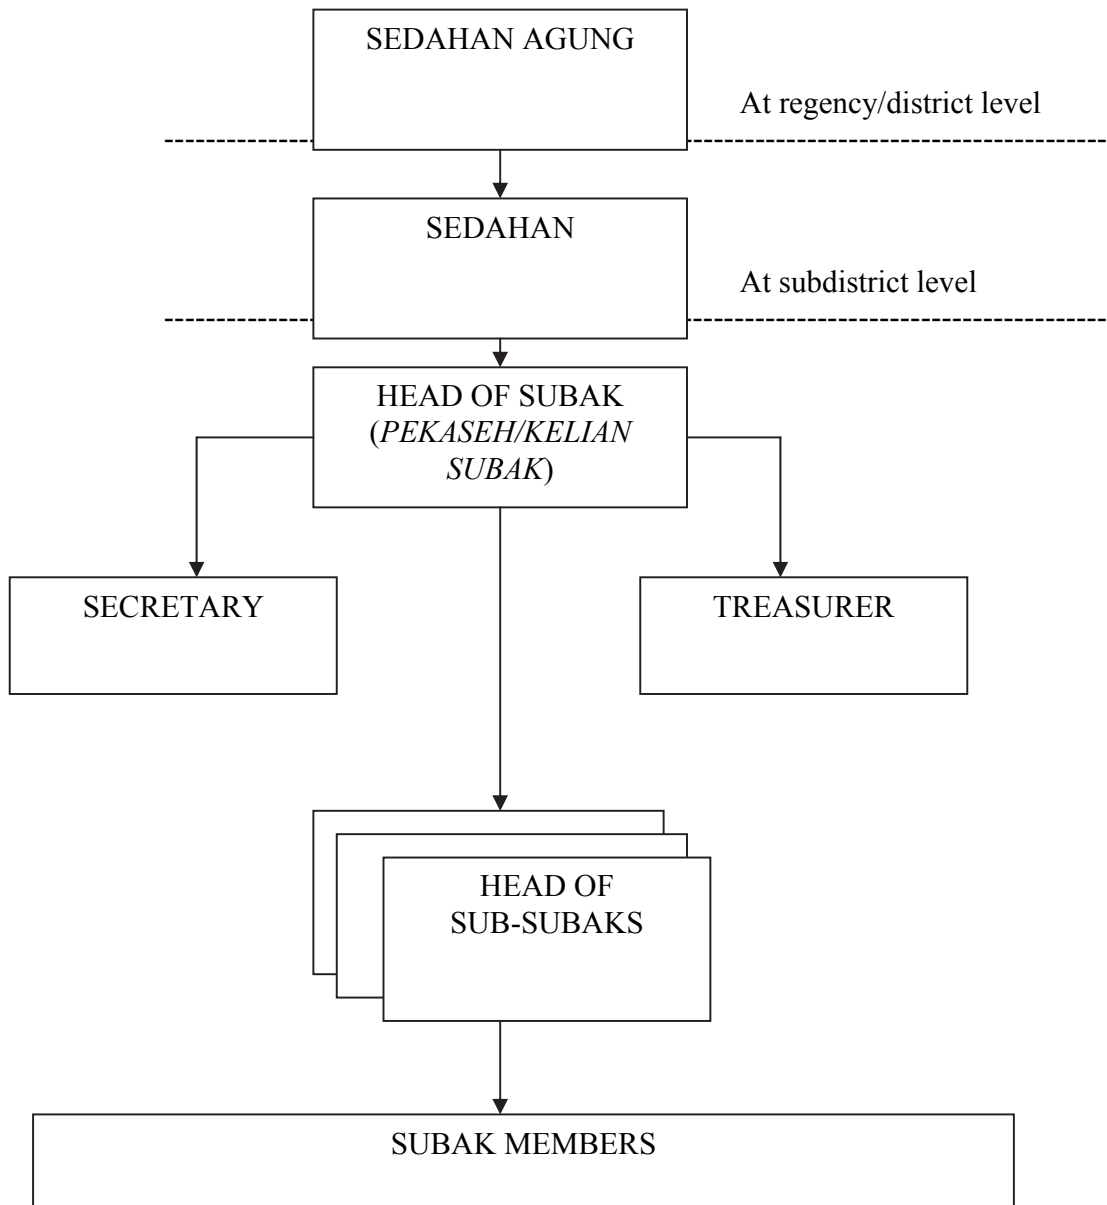 SEDAHAN AGUNG
At regency/district level
SEDAHAN
At subdistrict level
HEAD OF SUBAK
(PEKASEH/KELIAN
SUBAK)
SECRETARY
TREASURER
HEAD OF
SUB-SUBAKS
SUBAK MEMBERS